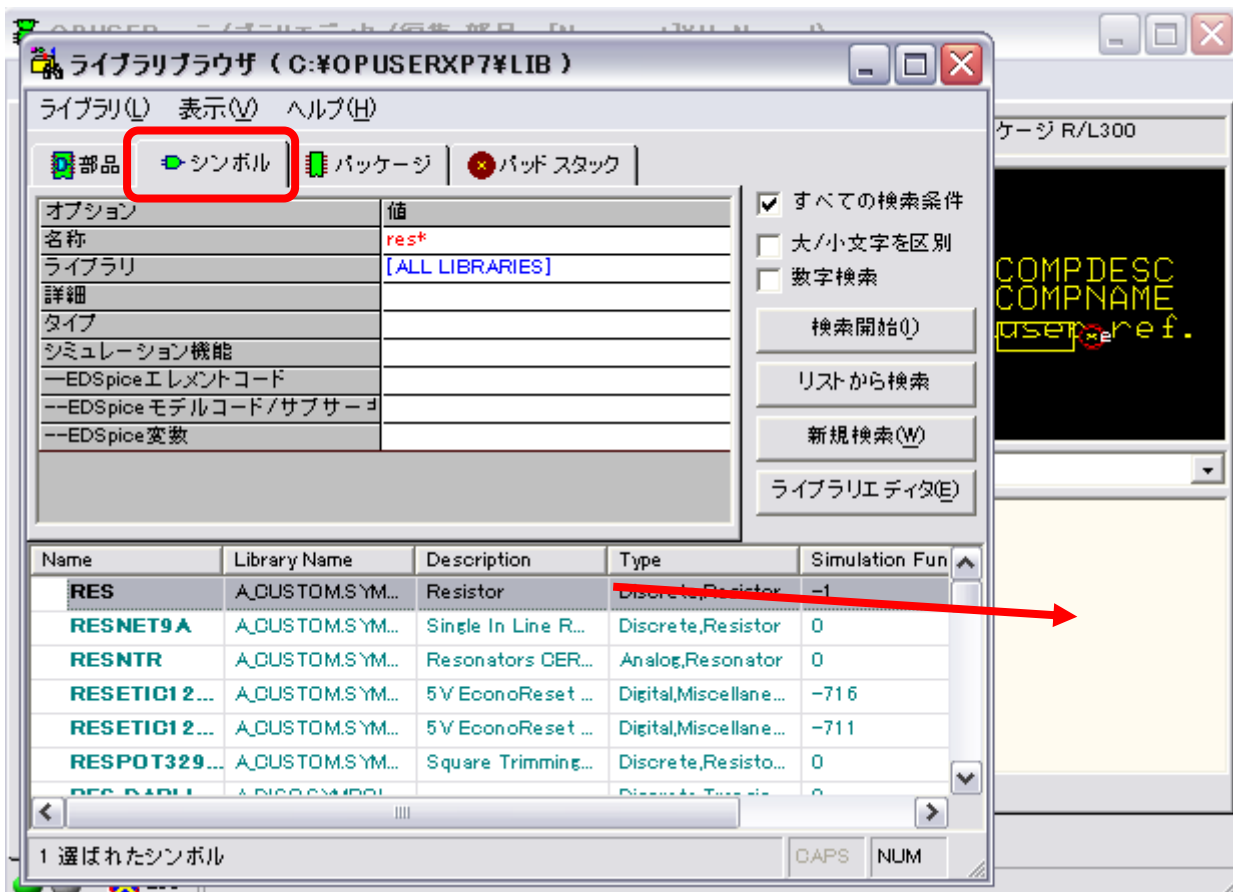 ライブラリブラウザ ( C:¥OPUSERXP7¥LIB )
ライブラリ(L) 表示(V) ヘルプ(H)
部品 シンボル パッケージ パッド スタック
オプション 値
名称 res*
ライブラリ [ALL LIBRARIES]
詳細
タイプ
シミュレーション機能
—EDSpiceエレメントコード
--EDSpiceモデルコード/サブサーキ
--EDSpice変数
すべての検索条件
大/小文字を区別
数字検索
検索開始(I)
リストから検索
新規検索(W)
ライブラリエディタ(E)
ケージ R/L300
COMPDESC
COMPNAME
user ref.
e
Name Library Name Description Type Simulation Fun
RES A_CUSTOM.SYM... Resistor Discrete,Resistor -1
RESNET9A A_CUSTOM.SYM... Single In Line R... Discrete,Resistor 0
RESNTR A_CUSTOM.SYM... Resonators CER... Analog,Resonator 0
RESETIC12... A_CUSTOM.SYM... 5V EconoReset ... Digital,Miscellane... -716
RESETIC12... A_CUSTOM.SYM... 5V EconoReset ... Digital,Miscellane... -711
RESPOT329... A_CUSTOM.SYM... Square Trimming... Discrete,Resisto... 0
1 選ばれたシンボル
CAPS NUM